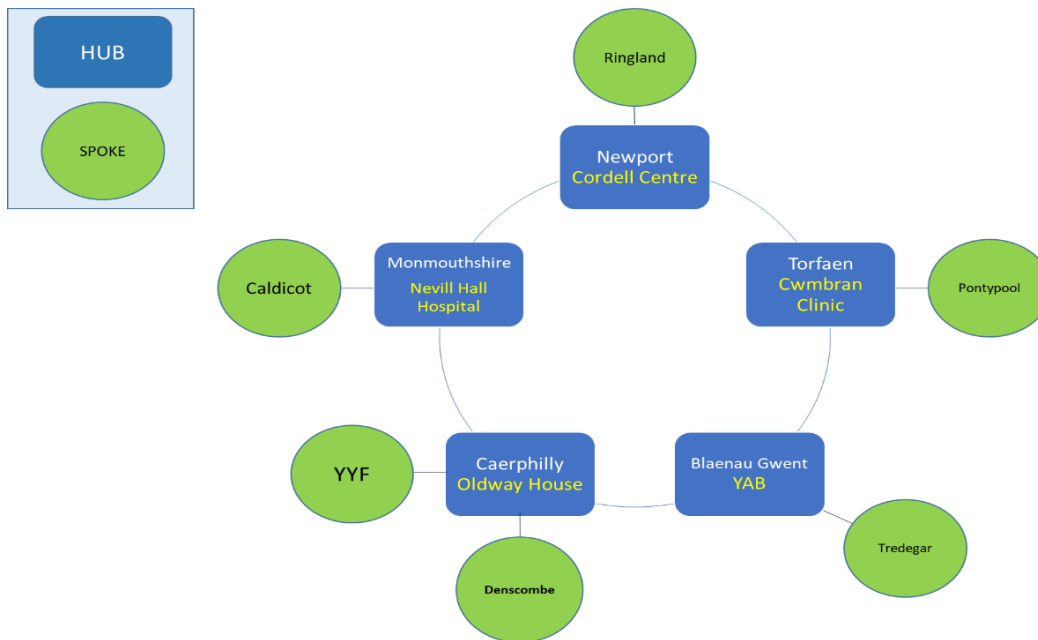 HUB
SPOKE
Ringland
Newport
Cordell Centre
Monmouthshire
Nevill Hall
Hospital
Caldicot
Torfaen
Cwmbran
Clinic
Pontypool
Caerphilly
Oldway House
YYF
Denscombe
Blaenau Gwent
YAB
Tredegar